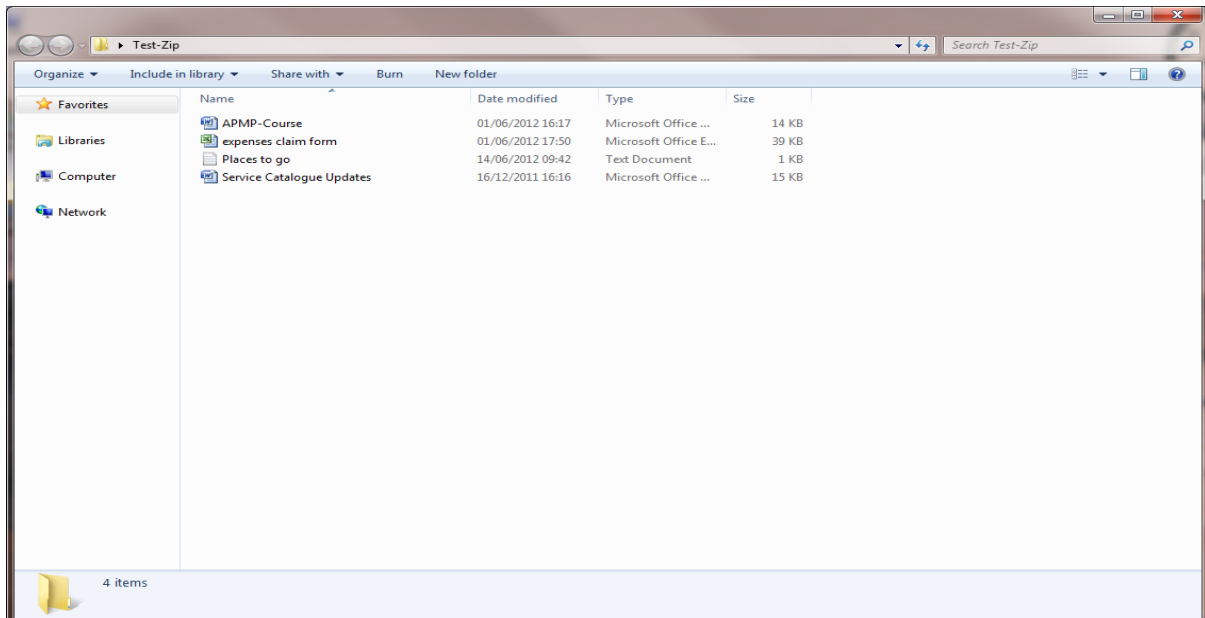 Test-Zip
Search Test-Zip
Organize Include in library Share with Burn New folder
Favorites
Libraries
Computer
Network
Name Date modified Type Size
APMP-Course 01/06/2012 16:17 Microsoft Office ... 14 KB
expenses claim form 01/06/2012 17:50 Microsoft Office E... 39 KB
Places to go 14/06/2012 09:42 Text Document 1 KB
Service Catalogue Updates 16/12/2011 16:16 Microsoft Office ... 15 KB
4 items